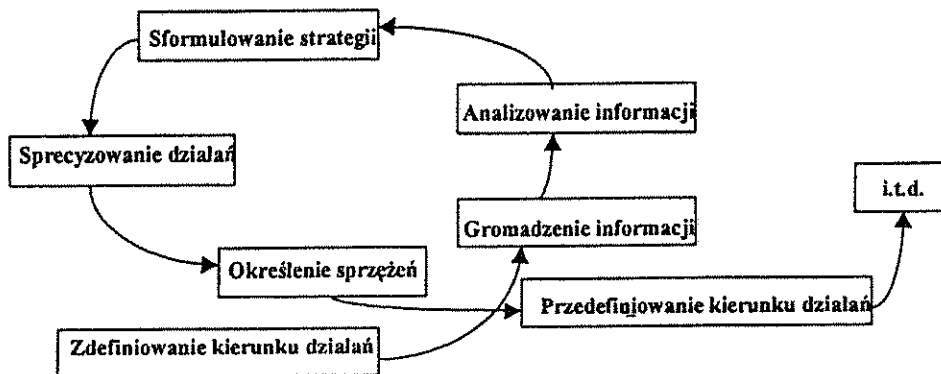 Sformułowanie strategii
Analizowanie informacji
Sprecyzowanie działań
i.t.d.
Gromadzenie informacji
Określenie sprzężeń
Przedefiniowanie kierunku działań
Zdefiniowanie kierunku działań